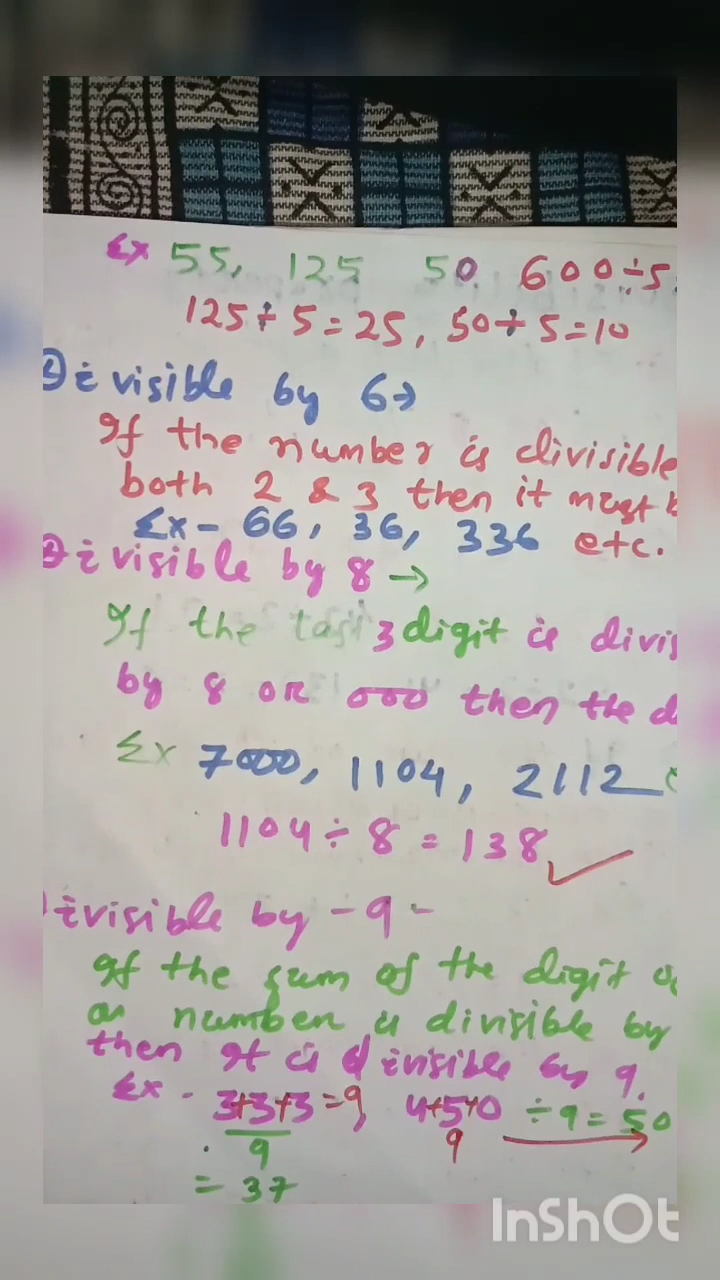 Ex 55, 125 50 600÷5
125÷5=25, 50÷5=10
Divisible by 6→
If the number is divisible
both 2 & 3 then it must b
Ex- 66, 36, 336 etc.
Divisible by 8→
If the last 3 digit is divis
by 8 or 000 then the d
Ex 7000, 1104, 2112
1104÷8=138
ivisible by -9-
If the sum of the digit o
a number is divisible by
then It is divisible by 9.
Ex - 3+3+3=9, 4+5+0 ÷9=50
9 9
= 37
InShOt